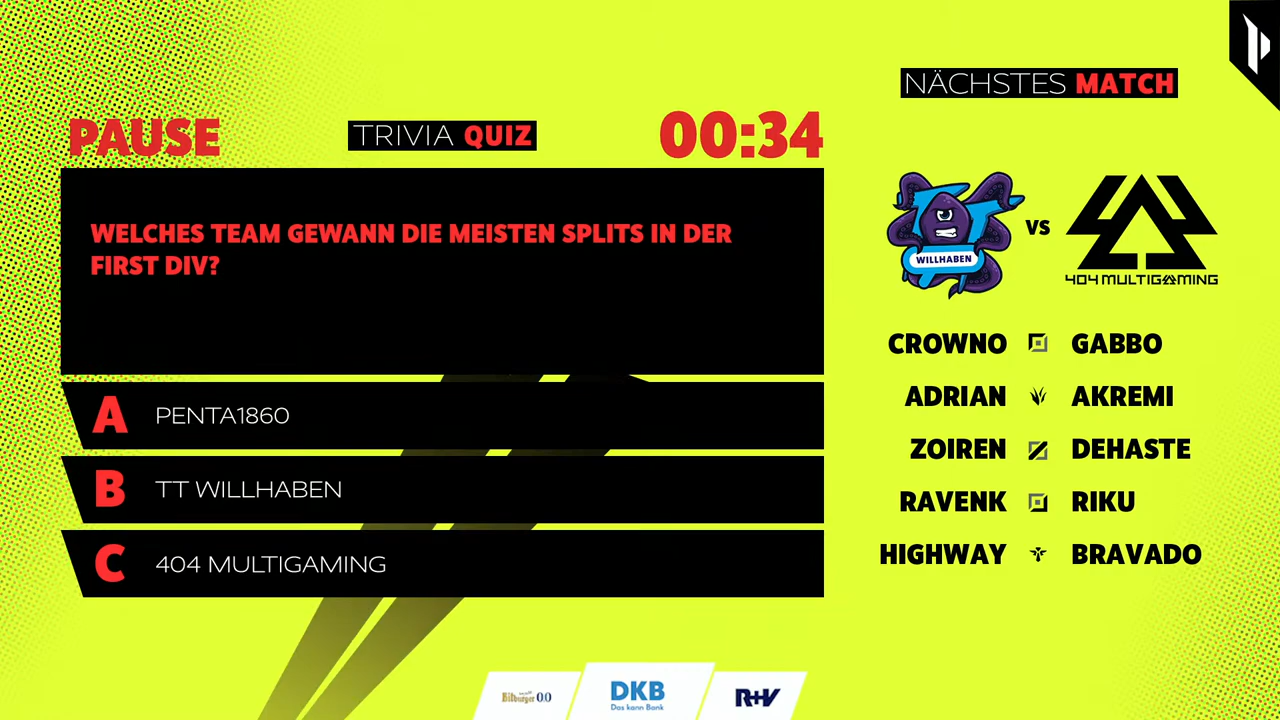 NÄCHSTES MATCH
PAUSE
TRIVIA QUIZ
00:34
WELCHES TEAM GEWANN DIE MEISTEN SPLITS IN DER
FIRST DIV?
A PENTA1860
B TT WILLHABEN
C 404 MULTIGAMING
WILLHABEN
VS
404 MULTIGAMING
CROWNO GABBO
ADRIAN AKREMI
ZOIREN DEHASTE
RAVENK RIKU
HIGHWAY BRAVADO
Bitburger 0.0
DKB
Das kann Bank
R+V